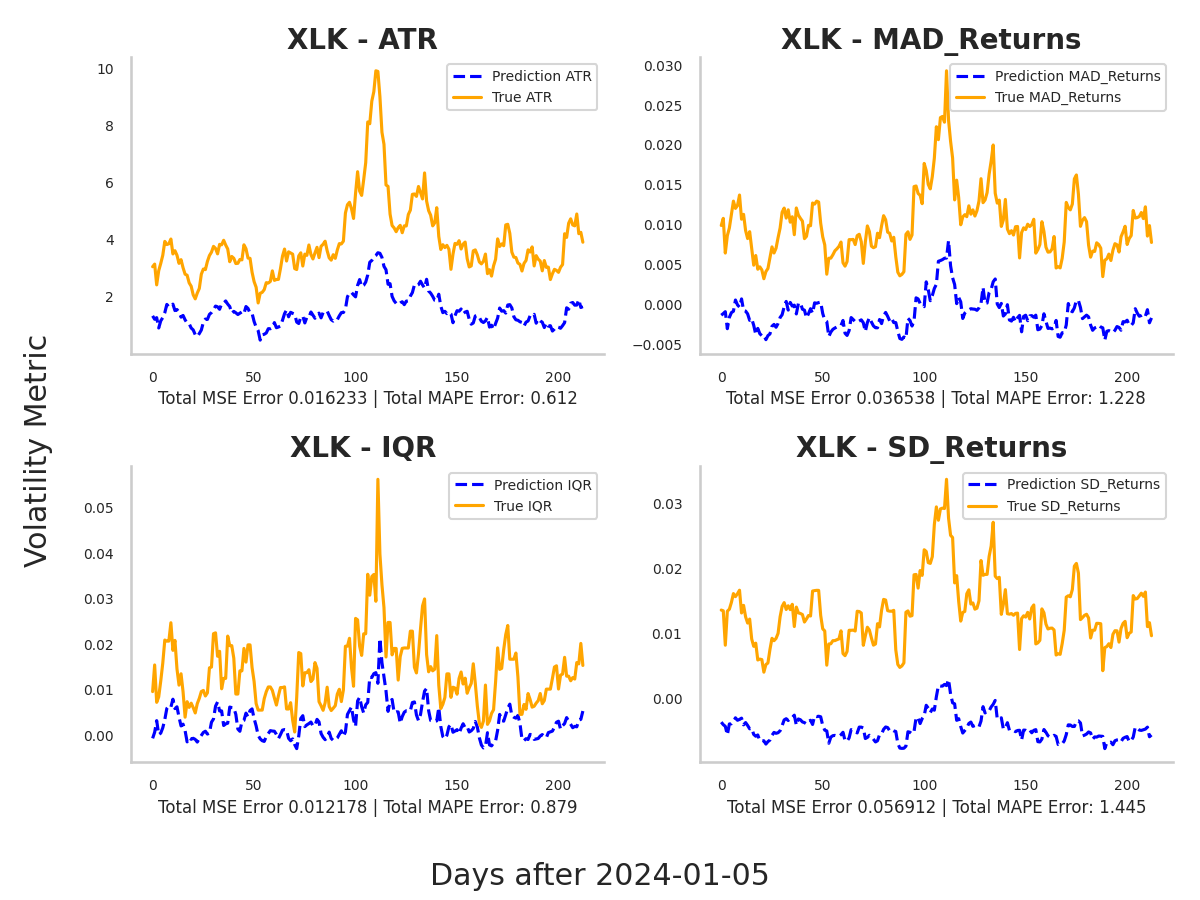 XLK - ATR
10
8
6
4
2
Prediction ATR
True ATR
0 50 100 150 200
Total MSE Error 0.016233 | Total MAPE Error: 0.612
XLK - MAD_Returns
0.030
0.025
0.020
0.015
0.010
0.005
0.000
−0.005
Prediction MAD_Returns
True MAD_Returns
0 50 100 150 200
Total MSE Error 0.036538 | Total MAPE Error: 1.228
Volatility Metric
XLK - IQR
0.05
0.04
0.03
0.02
0.01
0.00
Prediction IQR
True IQR
0 50 100 150 200
Total MSE Error 0.012178 | Total MAPE Error: 0.879
XLK - SD_Returns
0.03
0.02
0.01
0.00
Prediction SD_Returns
True SD_Returns
0 50 100 150 200
Total MSE Error 0.056912 | Total MAPE Error: 1.445
Days after 2024-01-05